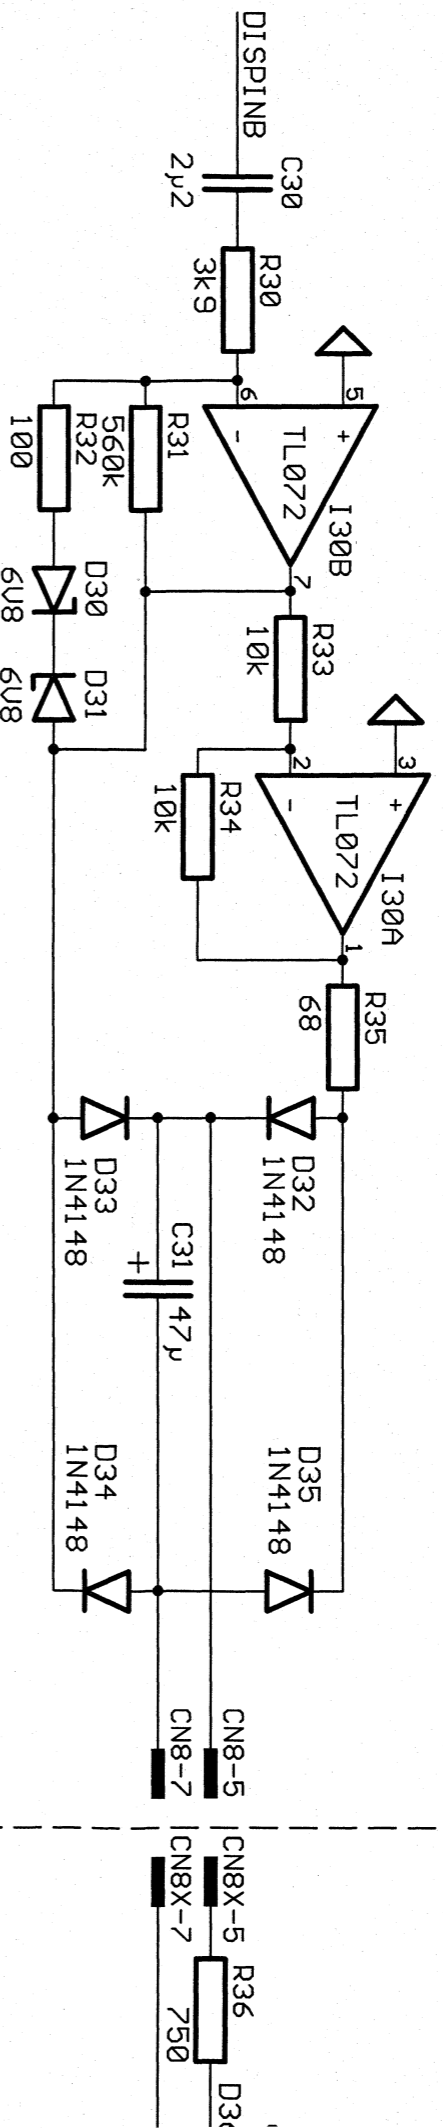 DISPINB
C30
2µ2
R30
3k9
6
5
-
+
TL072
I30B
7
R31
560k
R32
100
D30
6V8
D31
6V8
R33
10k
2
3
-
+
TL072
I30A
1
R34
10k
R35
68
D33
1N4148
D32
1N4148
C31
+
47µ
D34
1N4148
D35
1N4148
CN8-7
CN8-5
CN8X-7
CN8X-5
R36
750